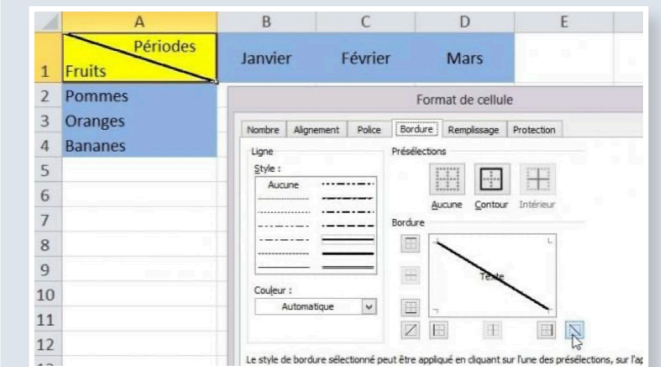 A B C D E
1 Périodes Janvier Février Mars
Fruits
2 Pommes
3 Oranges
4 Bananes
5
6
7
8
9
10
11
12
Format de cellule
Nombre Alignement Police Bordure Remplissage Protection
Ligne
Style :
Aucune
Couleur :
Automatique
Présélections
Aucune Contour Intérieur
Bordure
Texte
Le style de bordure sélectionné peut être appliqué en cliquant sur l'une des présélections, sur l'ap